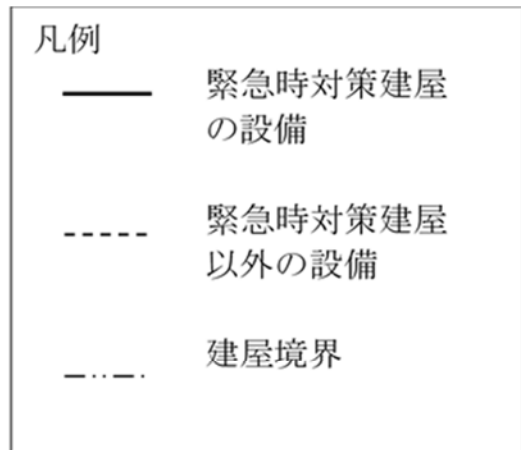 凡例
緊急時対策建屋
の設備
緊急時対策建屋
以外の設備
建屋境界